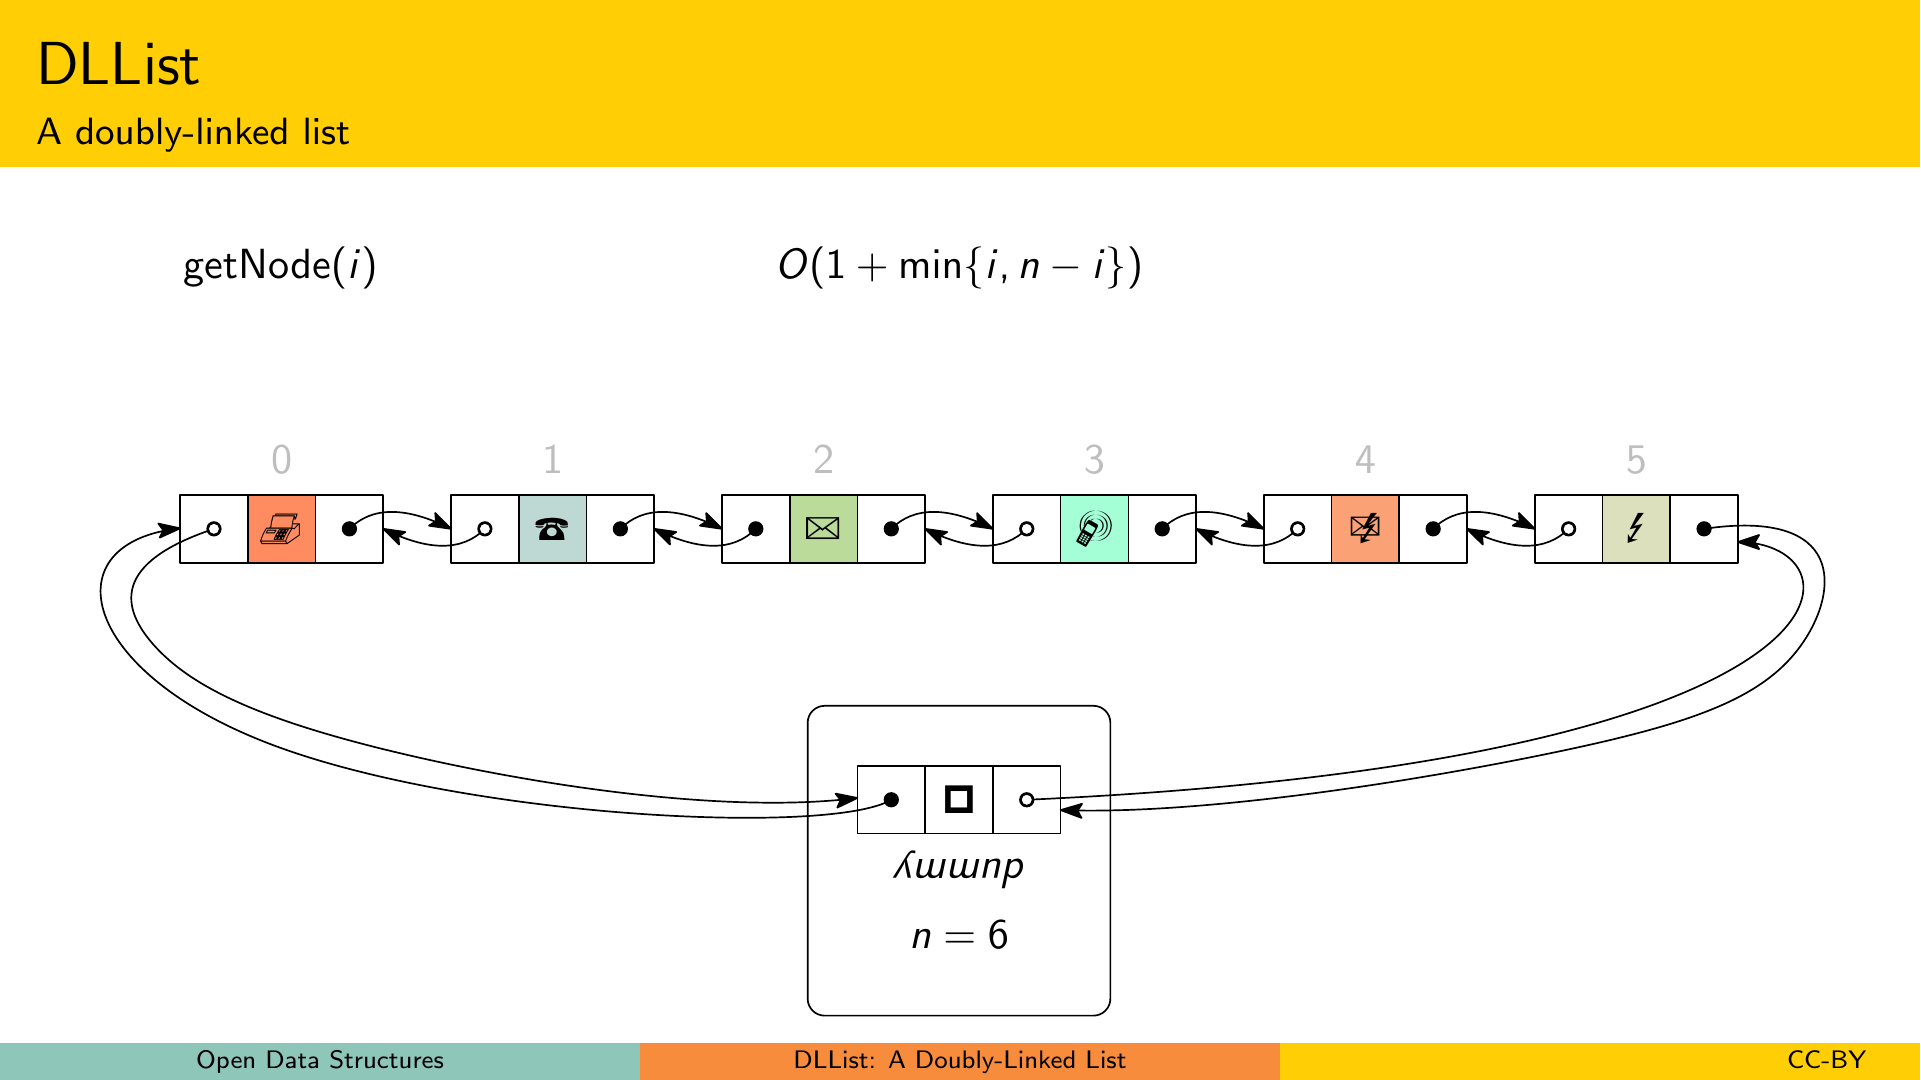 DLList
A doubly-linked list
getNode(i) O(1 + min{i, n − i})
0 1 2 3 4 5
dummy
n = 6
Open Data Structures DLList: A Doubly-Linked List CC-BY